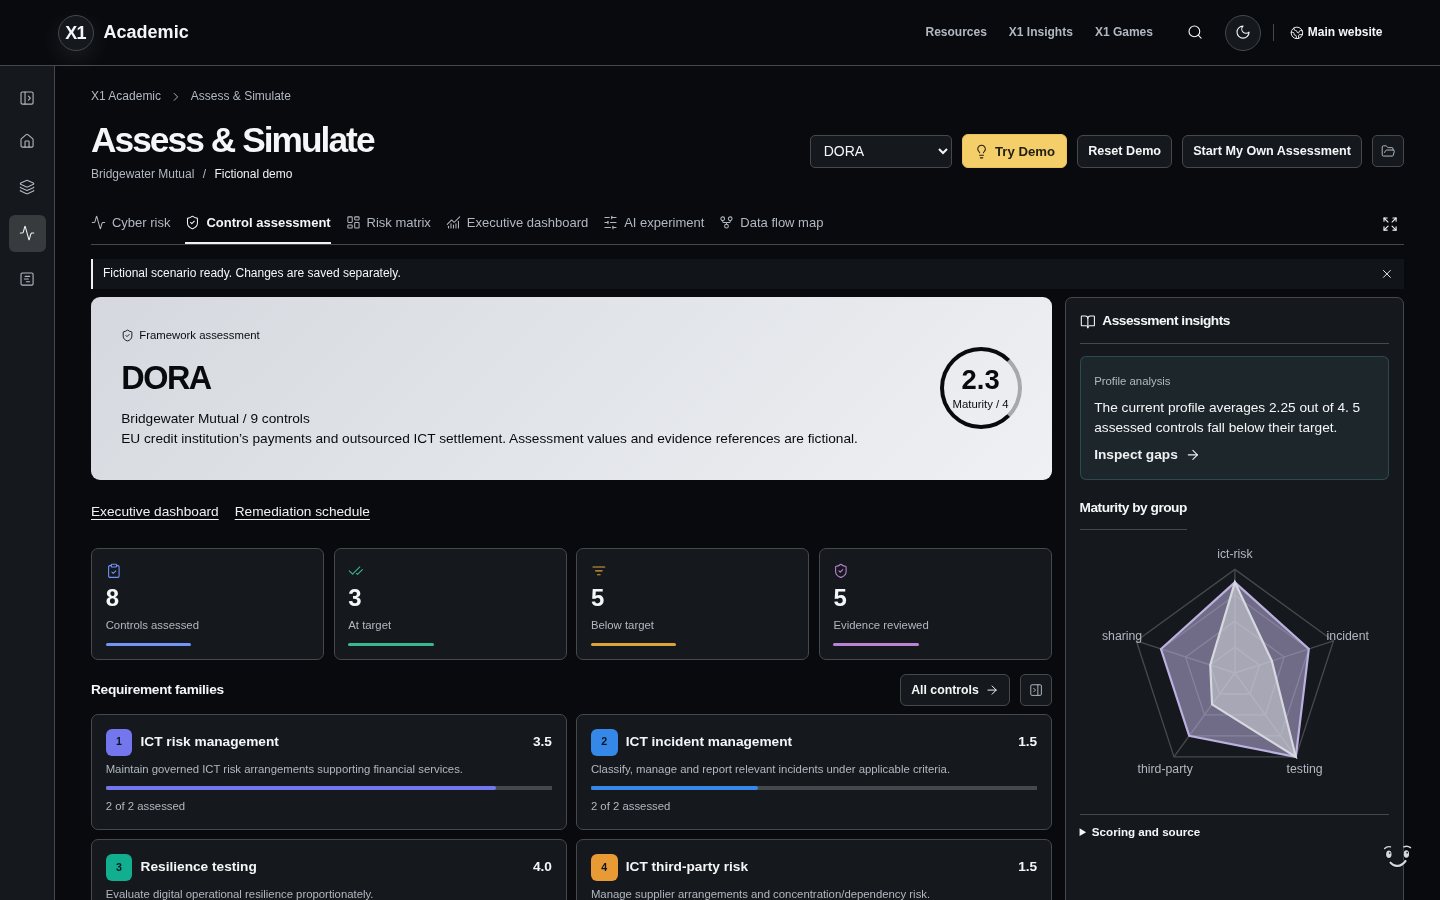 X1 Academic
Resources
X1 Insights
X1 Games
Main website
X1 Academic
Assess & Simulate
Assess & Simulate
Bridgewater Mutual / Fictional demo
DORA
Try Demo
Reset Demo
Start My Own Assessment
Cyber risk
Control assessment
Risk matrix
Executive dashboard
AI experiment
Data flow map
Fictional scenario ready. Changes are saved separately.
Framework assessment
DORA
Bridgewater Mutual / 9 controls
EU credit institution's payments and outsourced ICT settlement. Assessment values and evidence references are fictional.
2.3
Maturity / 4
Executive dashboard
Remediation schedule
8
Controls assessed
3
At target
5
Below target
5
Evidence reviewed
Requirement families
All controls
1
ICT risk management
3.5
Maintain governed ICT risk arrangements supporting financial services.
2 of 2 assessed
2
ICT incident management
1.5
Classify, manage and report relevant incidents under applicable criteria.
2 of 2 assessed
3
Resilience testing
4.0
Evaluate digital operational resilience proportionately.
4
ICT third-party risk
1.5
Manage supplier arrangements and concentration/dependency risk.
Assessment insights
Profile analysis
The current profile averages 2.25 out of 4. 5
assessed controls fall below their target.
Inspect gaps
Maturity by group
ict-risk
sharing
incident
third-party
testing
Scoring and source